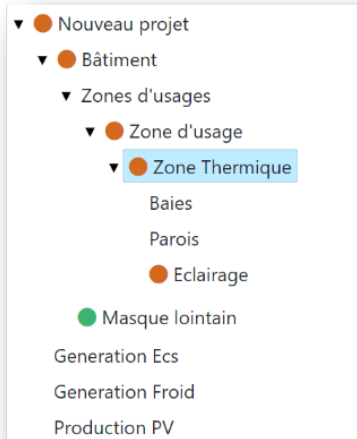 Nouveau projet
Bâtiment
Zones d'usages
Zone d'usage
Zone Thermique
Baies
Parois
Eclairage
Masque lointain
Generation Ecs
Generation Froid
Production PV